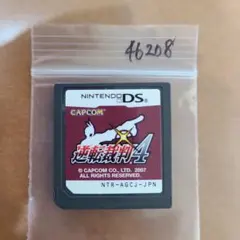 46208
NINTENDO DS
CAPCOM
逆転裁判4
© CAPCOM CO., LTD. 2007
ALL RIGHTS RESERVED.
NTR-AGCJ-JPN